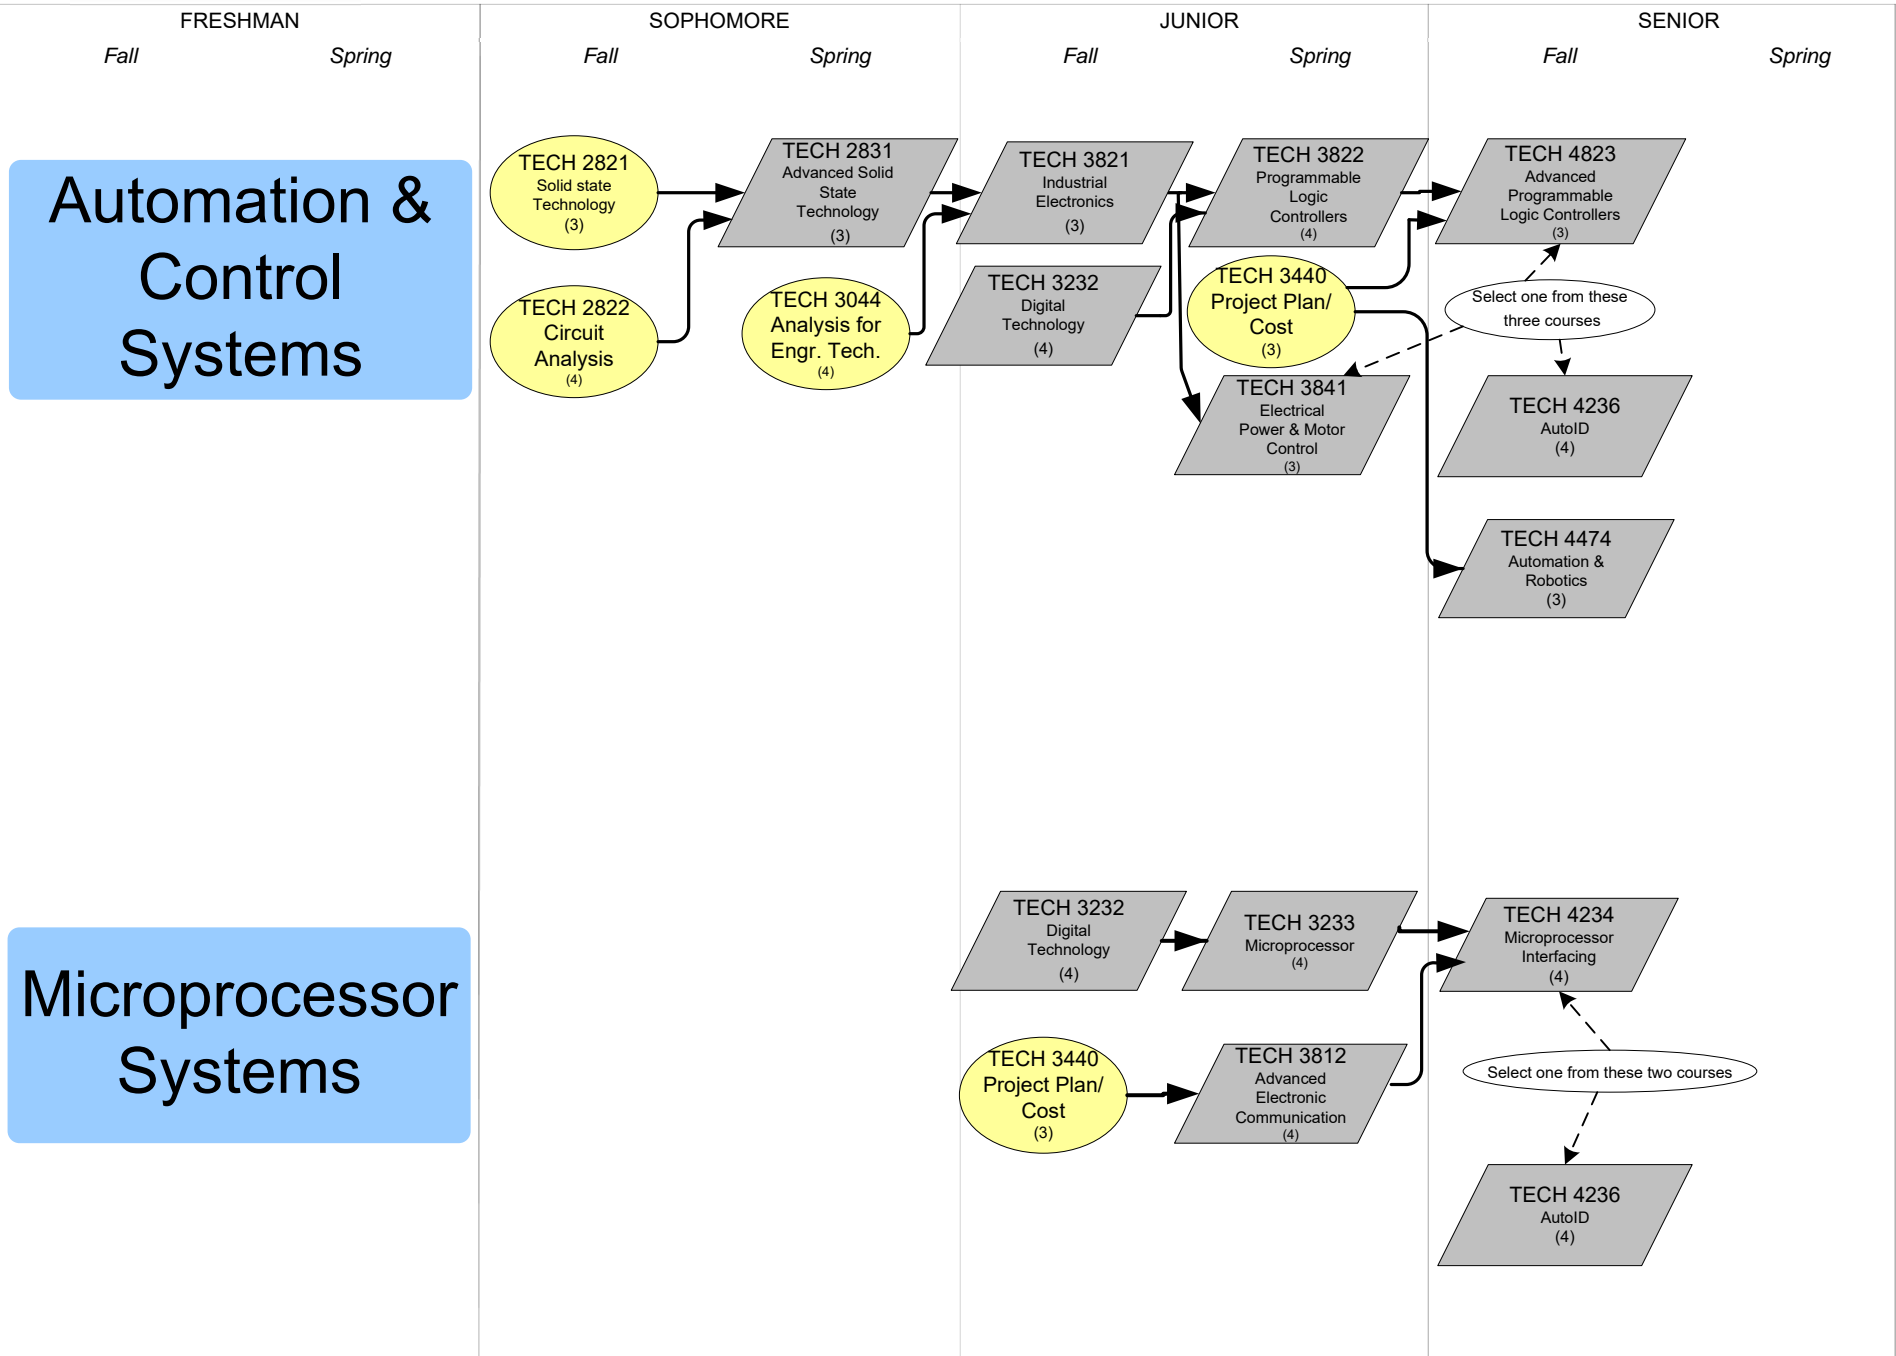 FRESHMAN
SOPHOMORE
JUNIOR
SENIOR
Fall
Spring
Fall
Spring
Fall
Spring
Fall
Spring
Automation &
Control
Systems
TECH 2821
Solid state
Technology
(3)
TECH 2822
Circuit
Analysis
(4)
TECH 2831
Advanced Solid
State
Technology
(3)
TECH 3044
Analysis for
Engr. Tech.
(4)
TECH 3821
Industrial
Electronics
(3)
TECH 3232
Digital
Technology
(4)
TECH 3822
Programmable
Logic
Controllers
(4)
TECH 3440
Project Plan/
Cost
(3)
TECH 3841
Electrical
Power & Motor
Control
(3)
TECH 4823
Advanced
Programmable
Logic Controllers
(3)
Select one from these
three courses
TECH 4236
AutoID
(4)
TECH 4474
Automation &
Robotics
(3)
Microprocessor
Systems
TECH 3232
Digital
Technology
(4)
TECH 3440
Project Plan/
Cost
(3)
TECH 3233
Microprocessor
(4)
TECH 3812
Advanced
Electronic
Communication
(4)
TECH 4234
Microprocessor
Interfacing
(4)
Select one from these two courses
TECH 4236
AutoID
(4)